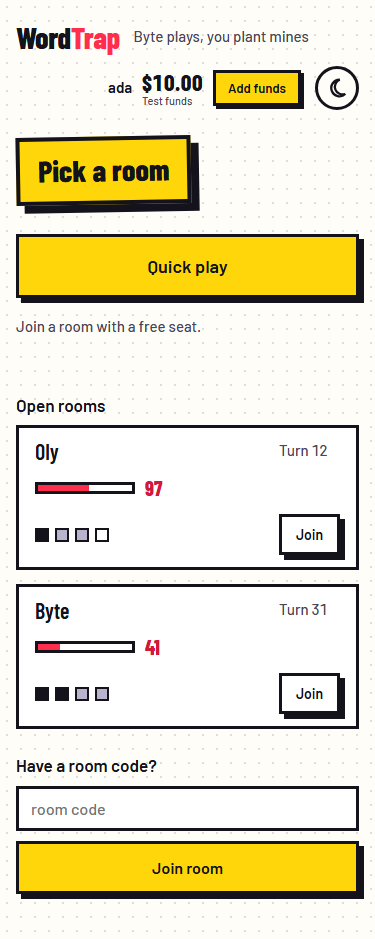 WordTrap Byte plays, you plant mines
ada $10.00 Add funds
Test funds
Pick a room
Quick play
Join a room with a free seat.
Open rooms
Oly Turn 12
97
Join
Byte Turn 31
41
Join
Have a room code?
room code
Join room